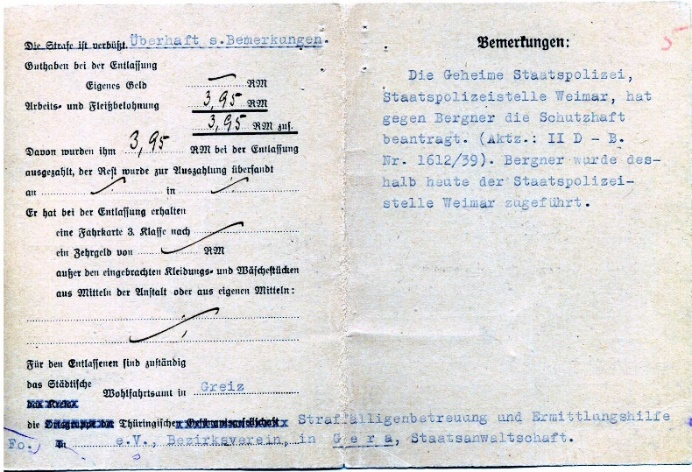 Die Strafe ist verbüßt Überhaft s.Bemerkungen.
Guthaben bei der Entlassung
Eigenes Geld — RM
Arbeits- und Fleißbelohnung 3,95 RM
3,95 RM zus.
Davon wurden ihm 3,95 RM bei der Entlassung
ausgezahlt, der Rest wurde zur Auszahlung übersandt
an ./. in ./.
Er hat bei der Entlassung erhalten
eine Fahrkarte 3. Klasse nach
ein Zehrgeld von RM
außer den eingebrachten Kleidungs- und Wäschestücken
aus Mitteln der Anstalt oder aus eigenen Mitteln:
./.
Für den Entlassenen sind zuständig
das Städtische
Wohlfahrtsamt in Greiz
die Thüringische Straffälligenbetreuung und Ermittlungshilfe
Fo. e.V., Bezirksverein, in Gera, Staatsanwaltschaft.
Bemerkungen:
Die Geheime Staatspolizei,
Staatspolizeistelle Weimar, hat
gegen Bergner die Schutzhaft
beantragt. (Aktz.: II D - B.
Nr. 1612/39). Bergner wurde des-
halb heute der Staatspolizei-
stelle Weimar zugeführt.